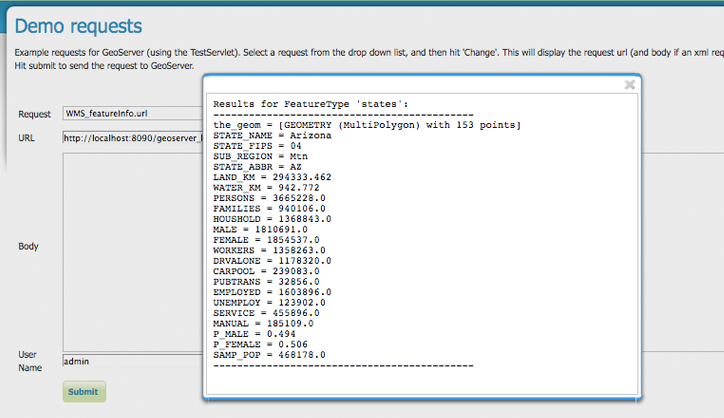 Demo requests
Example requests for GeoServer (using the TestServlet). Select a request from the drop down list, and then hit 'Change'. This will display the request url (and body if an xml req
Hit submit to send the request to GeoServer.
Request
WMS_featureInfo.url
URL
http://localhost:8090/geoserver_
Body
User
Name
admin
Submit
Results for FeatureType 'states':
--------------------------------------------
the_geom = [GEOMETRY (MultiPolygon) with 153 points]
STATE_NAME = Arizona
STATE_FIPS = 04
SUB_REGION = Mtn
STATE_ABBR = AZ
LAND_KM = 294333.462
WATER_KM = 942.772
PERSONS = 3665228.0
FAMILIES = 940106.0
HOUSHOLD = 1368843.0
MALE = 1810691.0
FEMALE = 1854537.0
WORKERS = 1358263.0
DRVALONE = 1178320.0
CARPOOL = 239083.0
PUBTRANS = 32856.0
EMPLOYED = 1603896.0
UNEMPLOY = 123902.0
SERVICE = 455896.0
MANUAL = 185109.0
P_MALE = 0.494
P_FEMALE = 0.506
SAMP_POP = 468178.0
--------------------------------------------